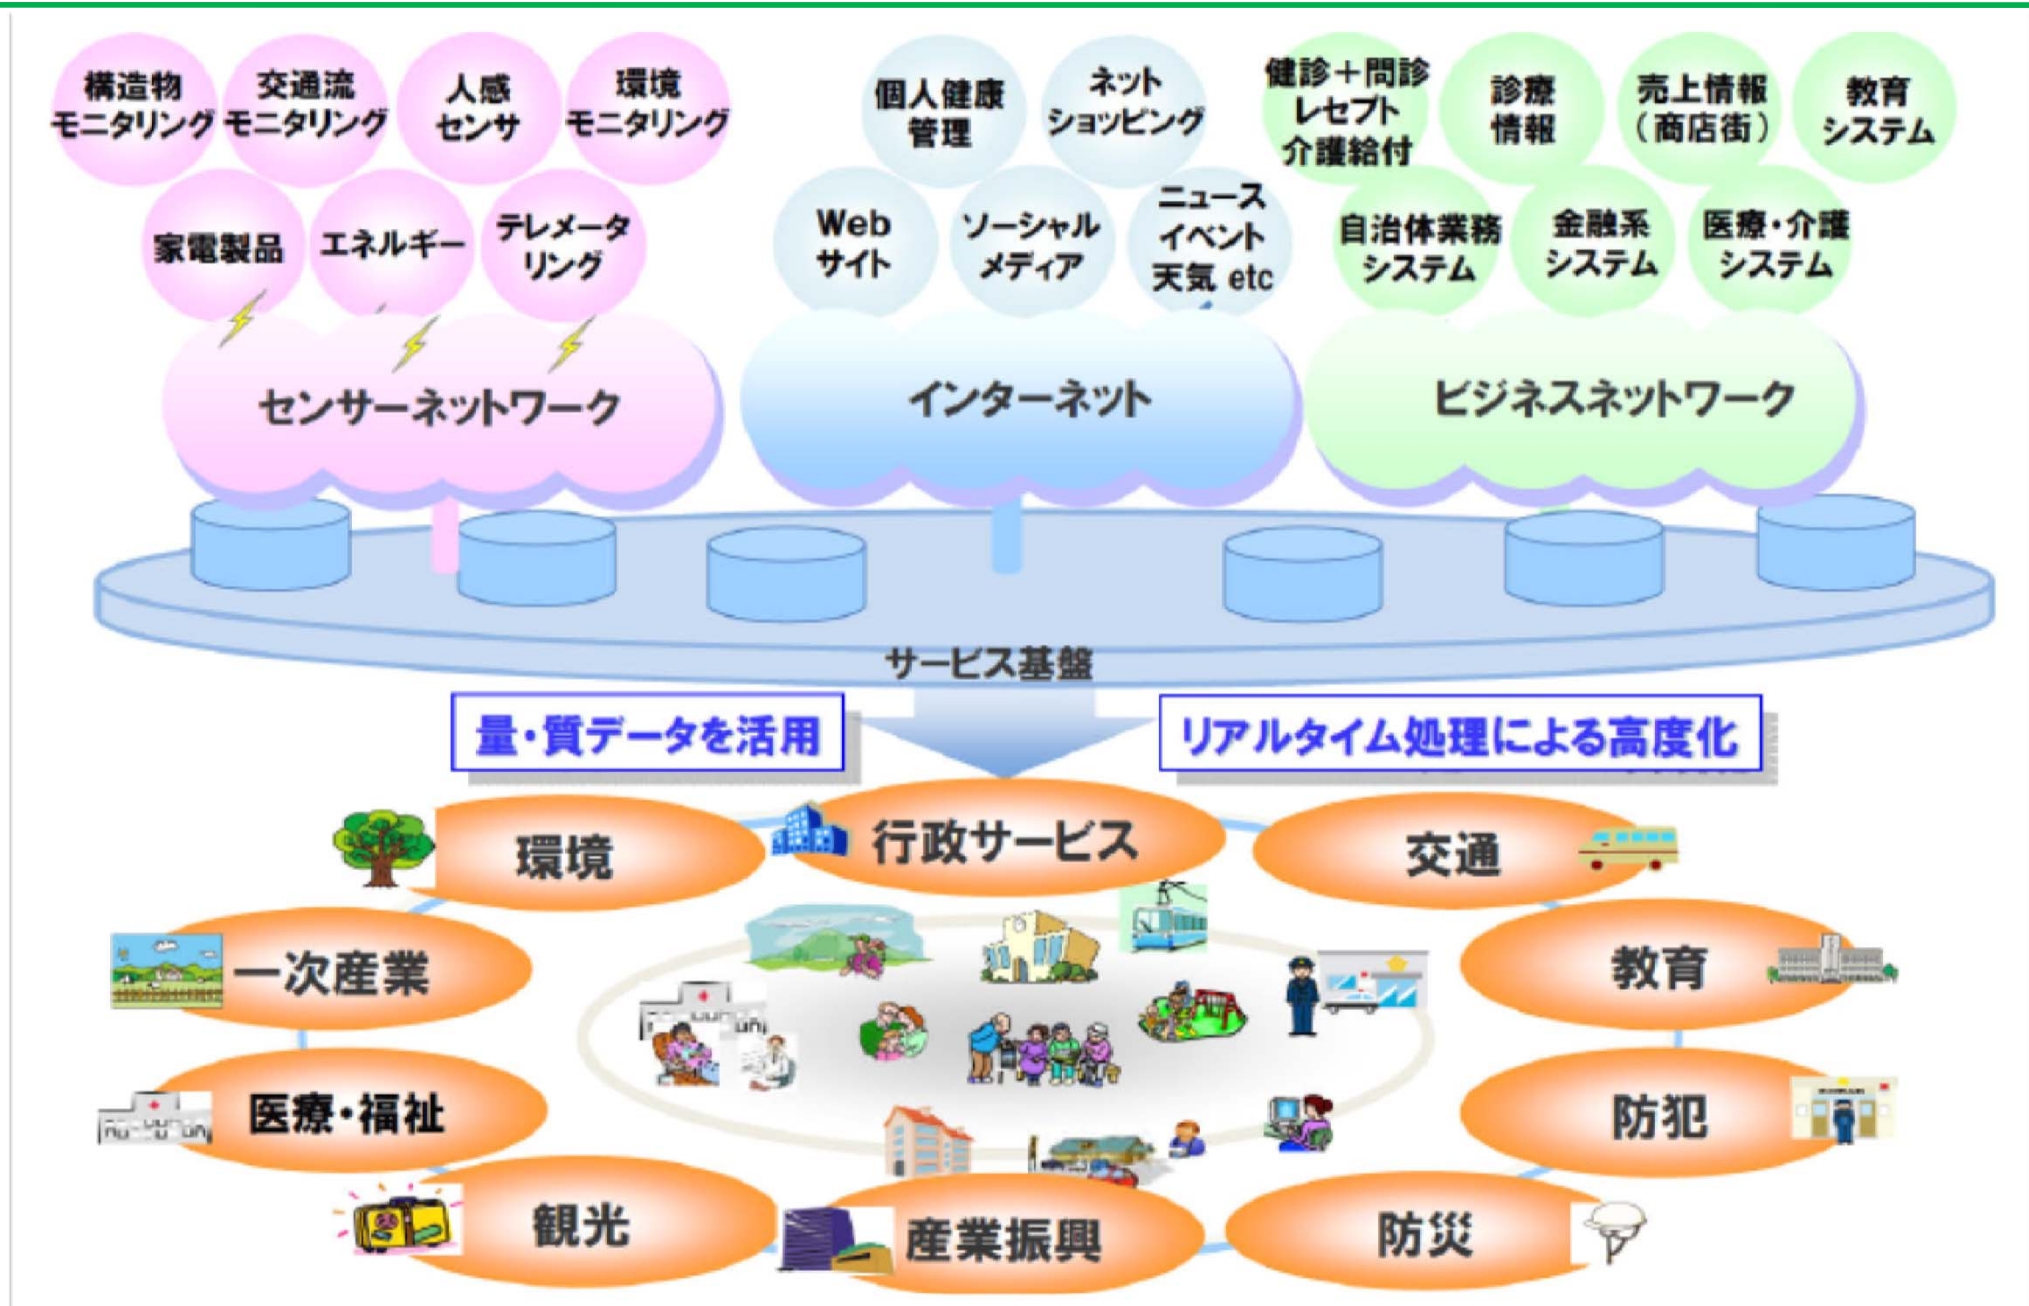 構造物
モニタリング
交通流
モニタリング
人感
センサ
環境
モニタリング
家電製品
エネルギー
テレメータ
リング
個人健康
管理
ネット
ショッピング
Web
サイト
ソーシャル
メディア
ニュース
イベント
天気 etc
健診＋問診
レセプト
介護給付
診療
情報
売上情報
（商店街）
教育
システム
自治体業務
システム
金融系
システム
医療・介護
システム
センサーネットワーク
インターネット
ビジネスネットワーク
サービス基盤
量・質データを活用
リアルタイム処理による高度化
環境
行政サービス
交通
一次産業
教育
医療・福祉
防犯
観光
産業振興
防災